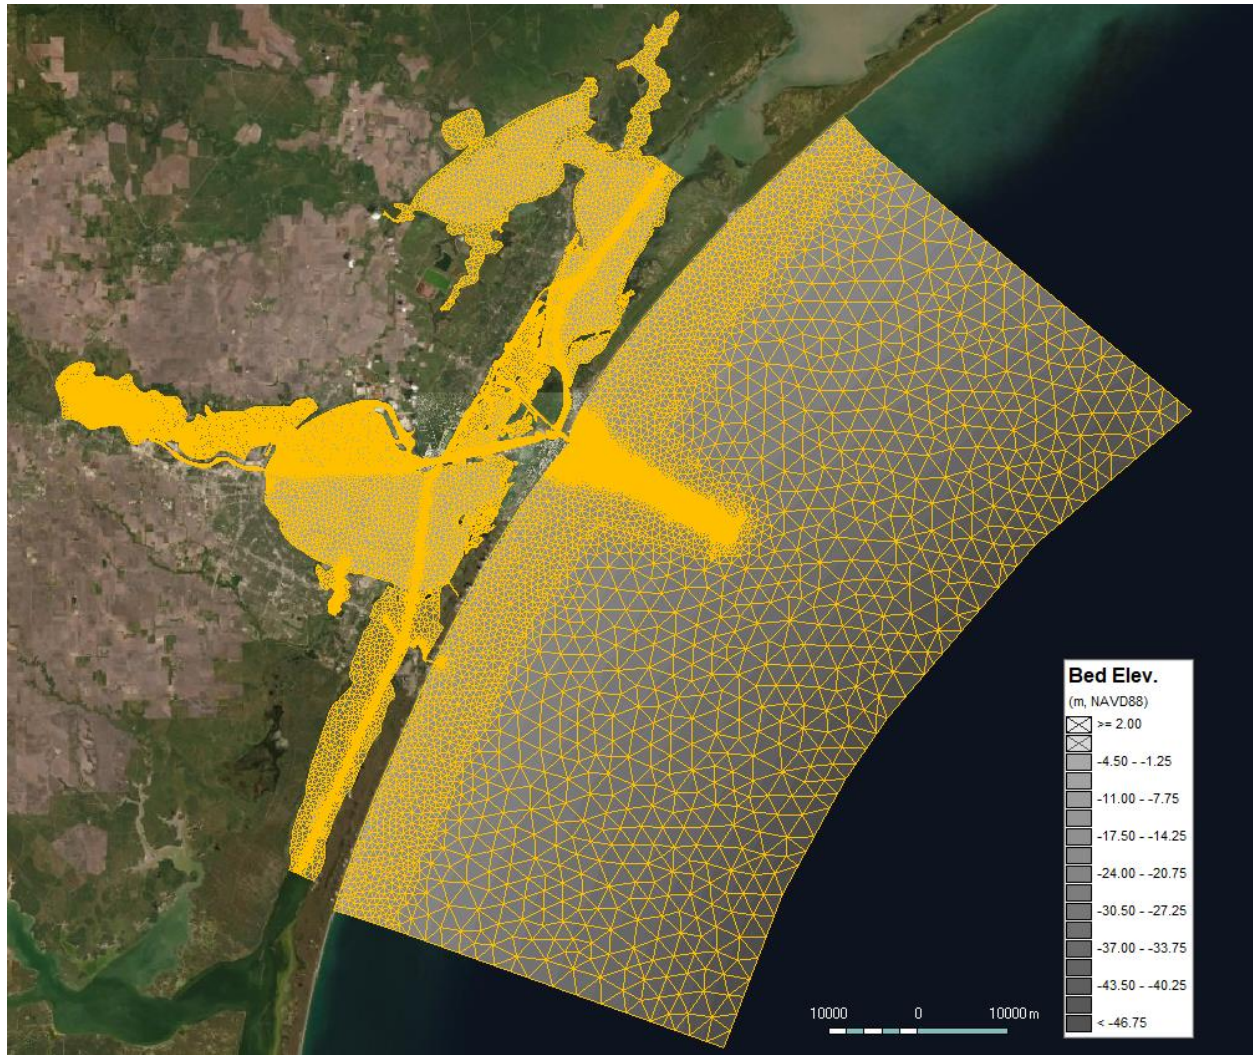 Bed Elev.
(m, NAVD88)
>= 2.00
-4.50 - -1.25
-11.00 - -7.75
-17.50 - -14.25
-24.00 - -20.75
-30.50 - -27.25
-37.00 - -33.75
-43.50 - -40.25
< -46.75
10000 0 10000 m